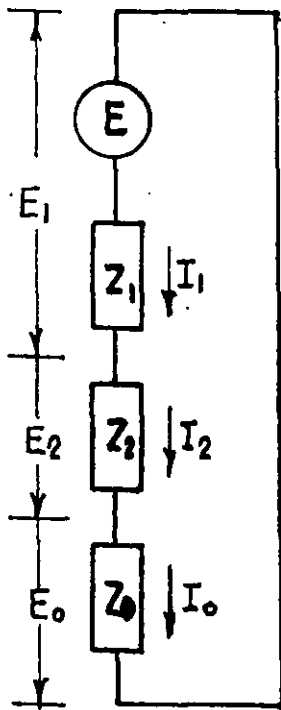 E
E₁
Z₁ I₁
E₂
Z₂ I₂
E₀
Z₀ I₀